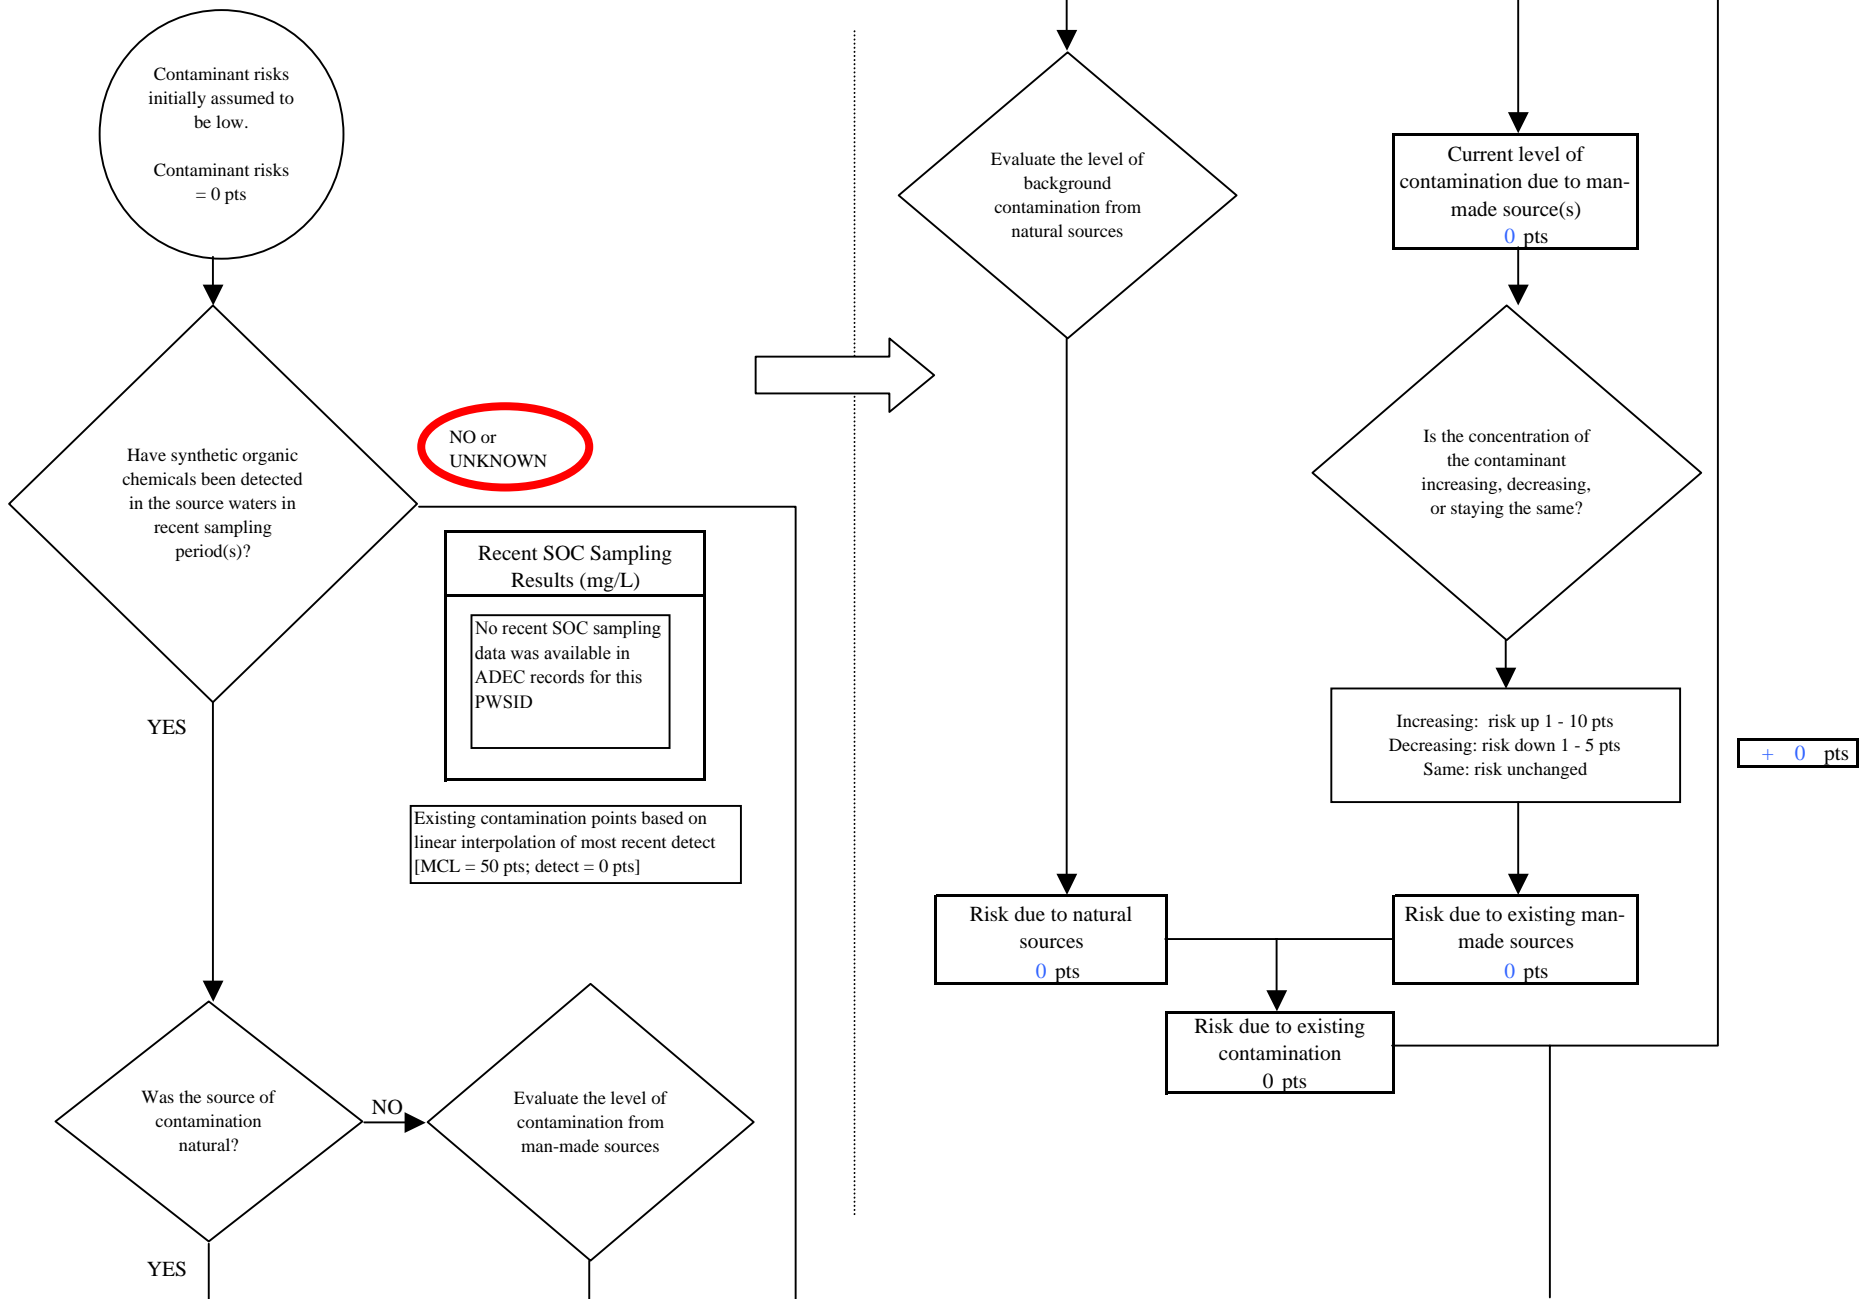 Contaminant risks
initially assumed to
be low.
Contaminant risks
= 0 pts
Have synthetic organic
chemicals been detected
in the source waters in
recent sampling
period(s)?
NO or
UNKNOWN
Recent SOC Sampling
Results (mg/L)
No recent SOC sampling
data was available in
ADEC records for this
PWSID
YES
Existing contamination points based on
linear interpolation of most recent detect
[MCL = 50 pts; detect = 0 pts]
Was the source of
contamination
natural?
NO
Evaluate the level of
contamination from
man-made sources
YES
Evaluate the level of
background
contamination from
natural sources
Current level of
contamination due to man-
made source(s)
0 pts
Is the concentration of
the contaminant
increasing, decreasing,
or staying the same?
Increasing: risk up 1 - 10 pts
Decreasing: risk down 1 - 5 pts
Same: risk unchanged
+ 0 pts
Risk due to natural
sources
0 pts
Risk due to existing man-
made sources
0 pts
Risk due to existing
contamination
0 pts